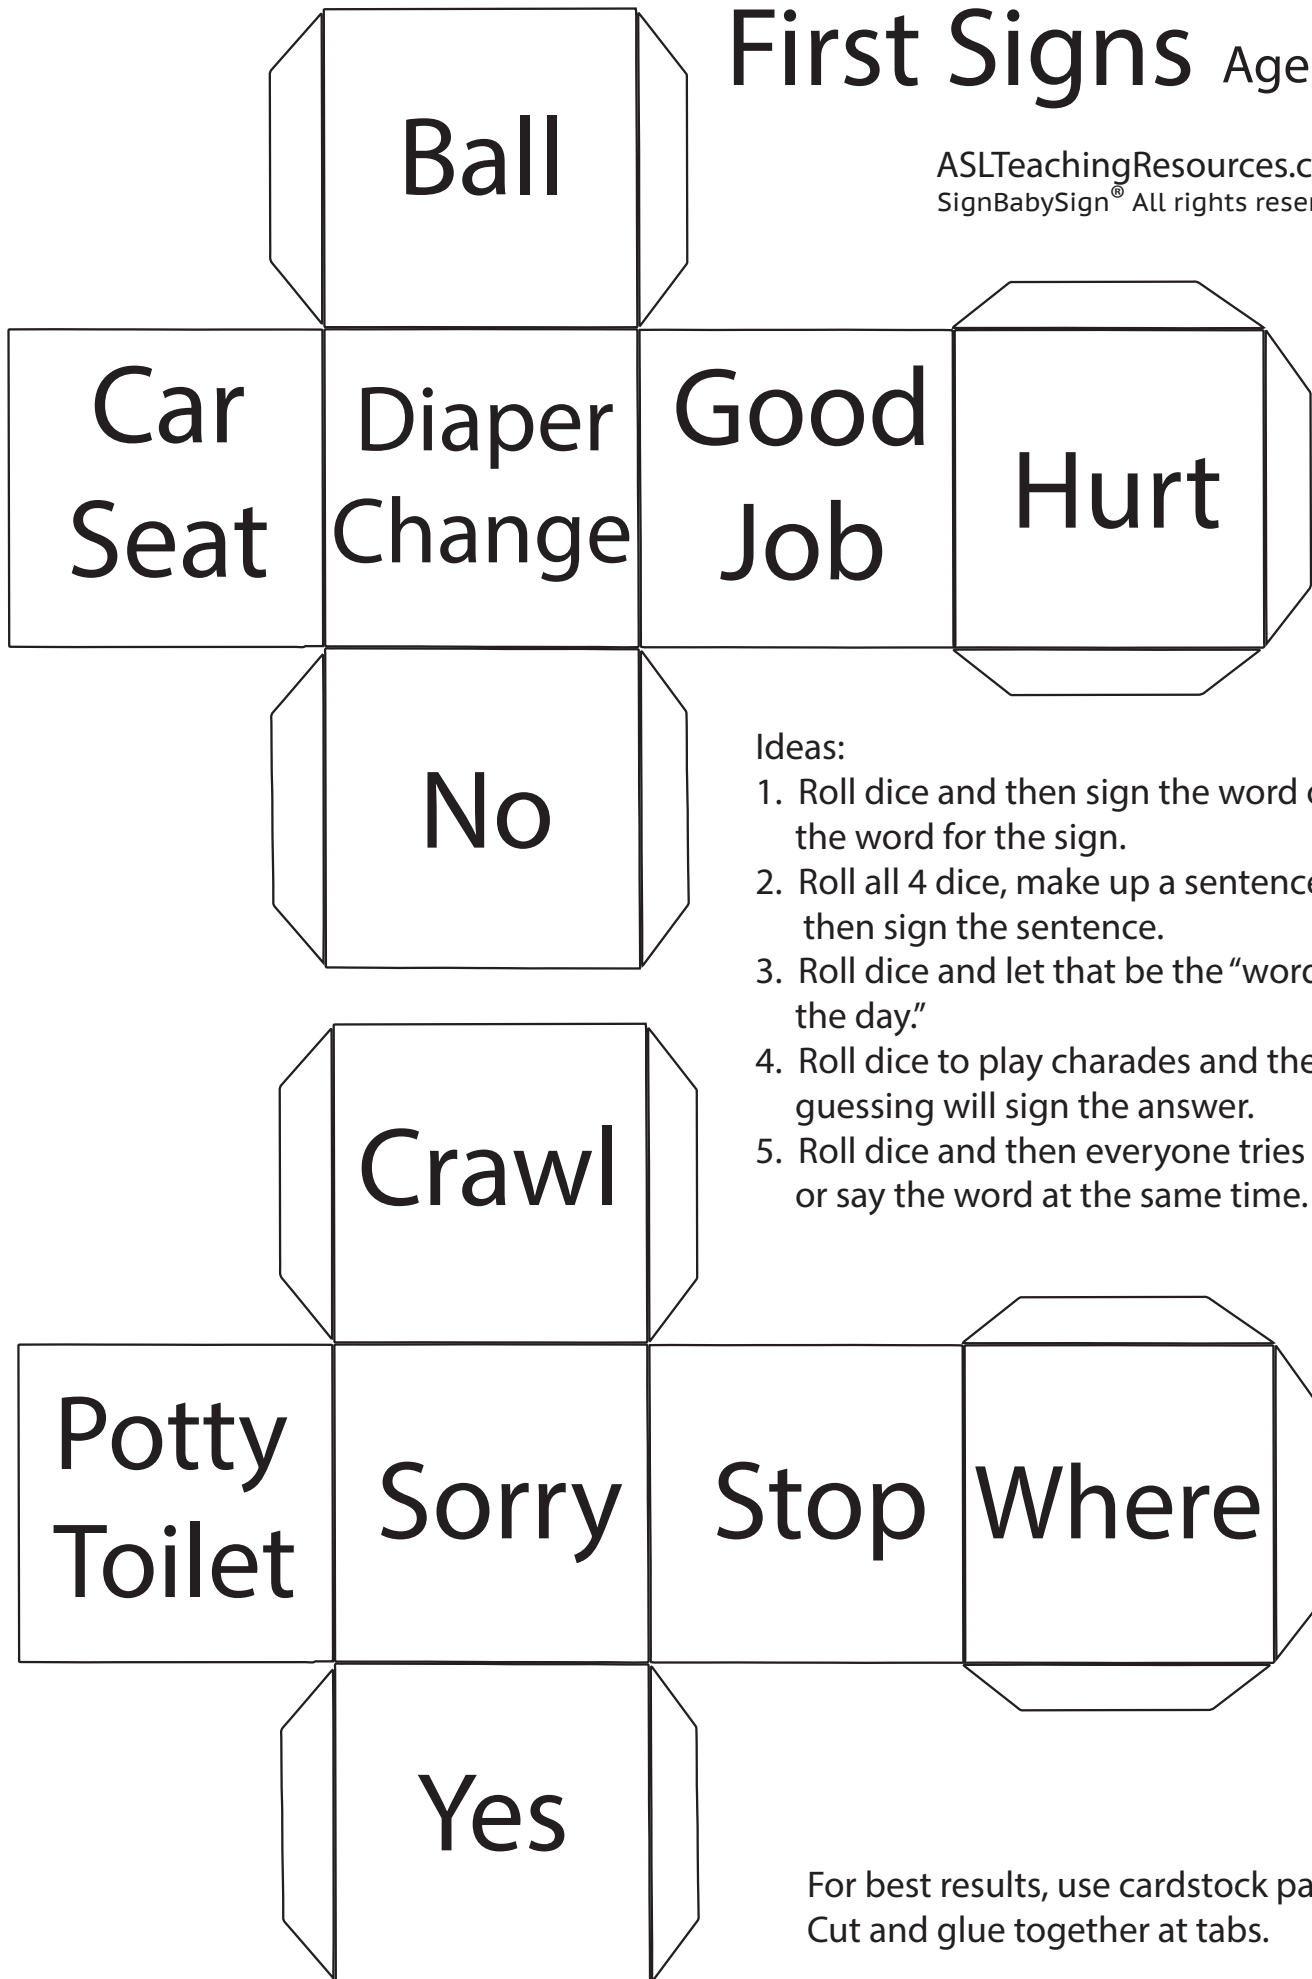 First Signs Age
ASLTeachingResources.c
SignBabySign® All rights reser
Ball
Car
Seat
Diaper
Change
Good
Job
Hurt
No
Ideas:
1. Roll dice and then sign the word
the word for the sign.
2. Roll all 4 dice, make up a sentence
then sign the sentence.
3. Roll dice and let that be the “word
the day.”
4. Roll dice to play charades and the
guessing will sign the answer.
5. Roll dice and then everyone tries
or say the word at the same time.
Crawl
Potty
Toilet
Sorry
Stop
Where
Yes
For best results, use cardstock pa
Cut and glue together at tabs.